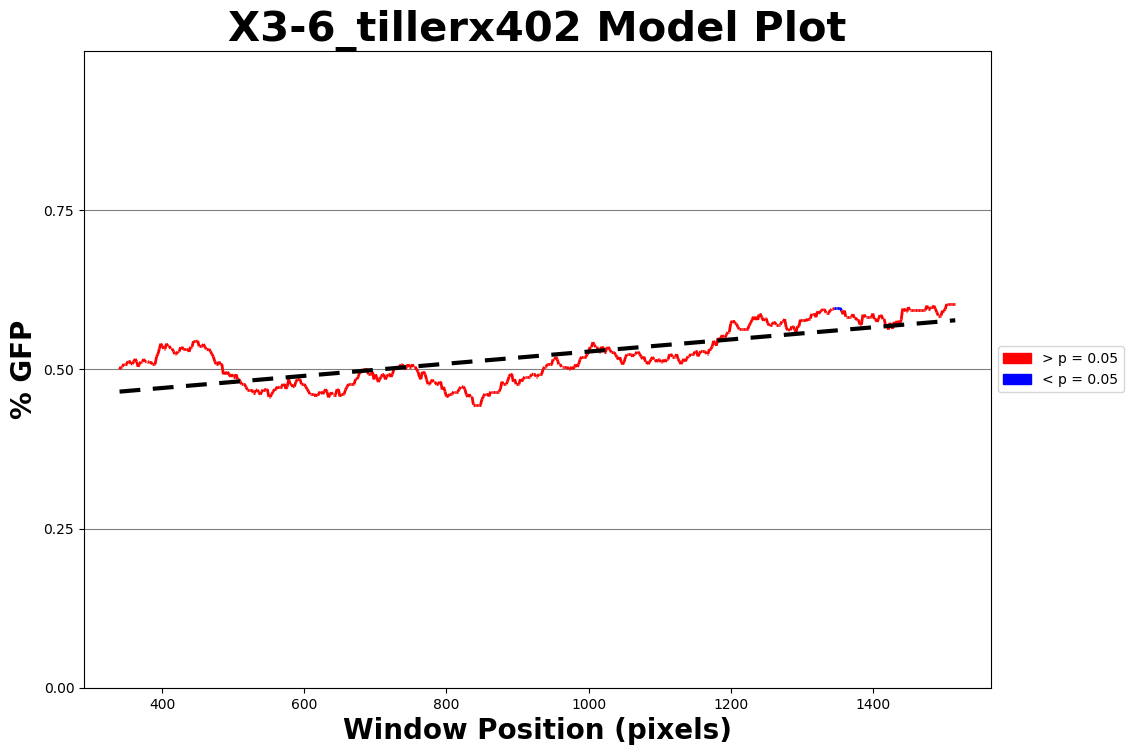 X3-6_tillerx402 Model Plot
% GFP
0.75
0.50
0.25
0.00
400 600 800 1000 1200 1400
Window Position (pixels)
> p = 0.05
< p = 0.05